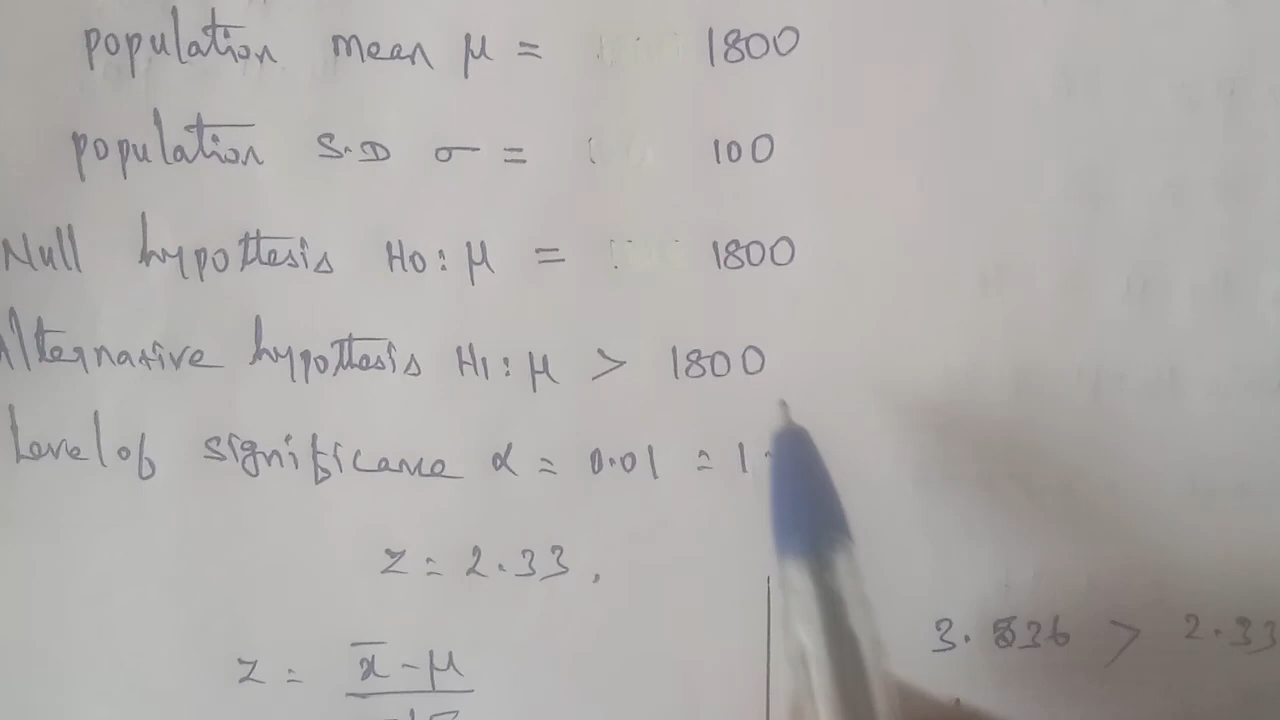 population mean μ = 1800
population S.D σ = 100
Null hypothesis H0: μ = 1800
Alternative hypothesis H1: μ > 1800
level of significance α = 0.01 = 1
z = 2.33,
z = x̄ - μ
3.536 > 2.33